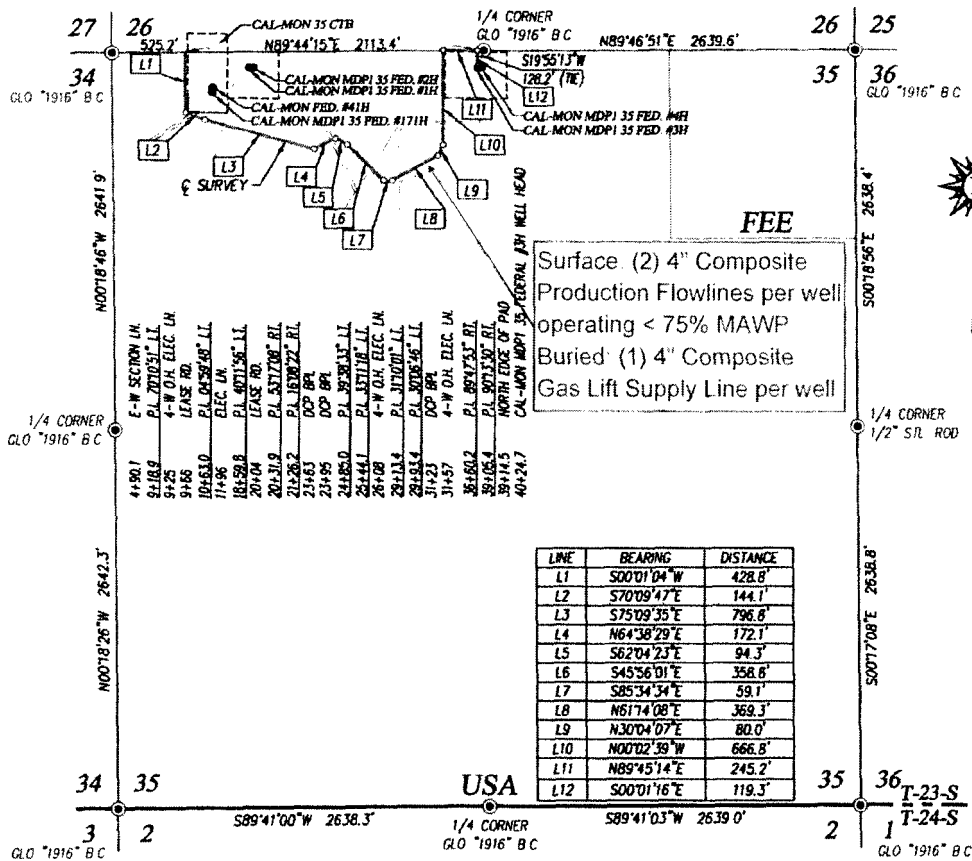 27
26
34
GLO "1916" B C
525.2'
CAL-MON 35 CTB
N89°44'15"E 2113.4'
1/4 CORNER
GLO "1916" B C
N89°46'51"E 2639.6'
26
25
35
36
GLO "1916" B C
S19°55'13"W
128.2' (TIE)
L1
CAL-MON MDP1 35 FED. #2H
CAL-MON MDP1 35 FED. #1H
CAL-MON FED. #41H
CAL-MON MDP1 35 FED. #171H
L12
L11
CAL-MON MDP1 35 FED. #4H
CAL-MON MDP1 35 FED. #3H
L2
L3
℄ SURVEY
L4
L5
L6
L7
L8
L9
L10
N00°18'46"W 2641.9'
S00°18'56"E 2638.4'
FEE
Surface: (2) 4" Composite
Production Flowlines per well
operating < 75% MAWP
Buried: (1) 4" Composite
Gas Lift Supply Line per well
4+90.1 E-W SECTION LN.
9+18.9 P.I. 70°10'51" LT.
9+25 4-W O.H. ELEC. LN.
9+66 LEASE RD.
10+63.0 P.I. 04°59'48" LT.
11+96 ELEC. LN.
18+59.8 P.I. 40°11'56" LT.
20+04 LEASE RD.
20+31.9 P.I. 53°17'08" RT.
21+26.2 P.I. 16°08'22" RT.
23+63 DCP BPL
23+95 DCP BPL
24+85.0 P.I. 39°38'33" LT.
25+44.1 P.I. 33°11'18" LT.
26+08 4-W O.H. ELEC. LN.
29+13.4 P.I. 31°10'01" LT.
29+93.4 P.I. 30°06'46" LT.
31+23 DCP BPL
31+57 4-W O.H. ELEC. LN.
36+60.2 P.I. 89°47'53" RT.
39+05.4 P.I. 90°13'30" RT.
39+14.5 NORTH EDGE OF PAD
40+24.7 CAL-MON MDP1 35 FEDERAL #3H WELL HEAD
1/4 CORNER
GLO "1916" B C
1/4 CORNER
1/2" STL ROD
N00°18'26"W 2642.3'
S00°17'08"E 2638.8'
LINE BEARING DISTANCE
L1 S00°01'04"W 428.8'
L2 S70°09'47"E 144.1'
L3 S75°09'35"E 796.8'
L4 N64°38'29"E 172.1'
L5 S62°04'23"E 94.3'
L6 S45°56'01"E 358.8'
L7 S85°34'34"E 59.1'
L8 N61°14'08"E 369.3'
L9 N30°04'07"E 80.0'
L10 N00°02'39"W 666.8'
L11 N89°45'14"E 245.2'
L12 S00°01'16"E 119.3'
34
35
USA
35
36
T-23-S
T-24-S
3
2
S89°41'00"W 2638.3'
1/4 CORNER
GLO "1916" B C
S89°41'03"W 2639.0'
2
1
GLO "1916" B C
GLO "1916" B C